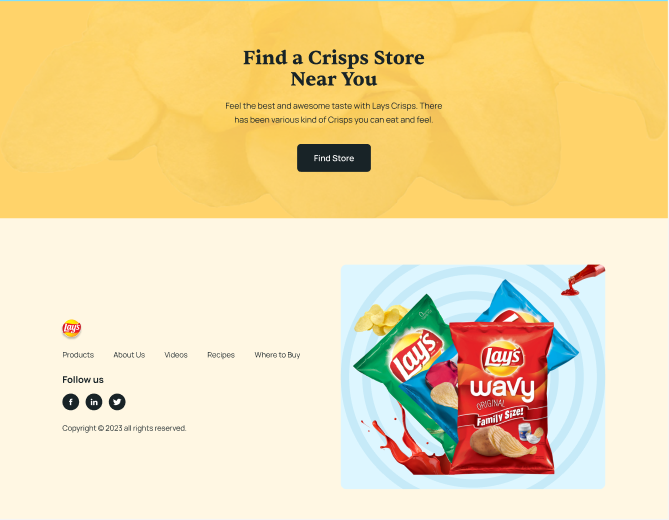 Find a Crisps Store
Near You
Feel the best and awesome taste with Lays Crisps. There
has been various kind of Crisps you can eat and feel.
Find Store
Lay's
Products About Us Videos Recipes Where to Buy
Follow us
f in
Copyright © 2023 all rights reserved.
Lay's
Lay's
wavy
ORIGINAL
Family Size!